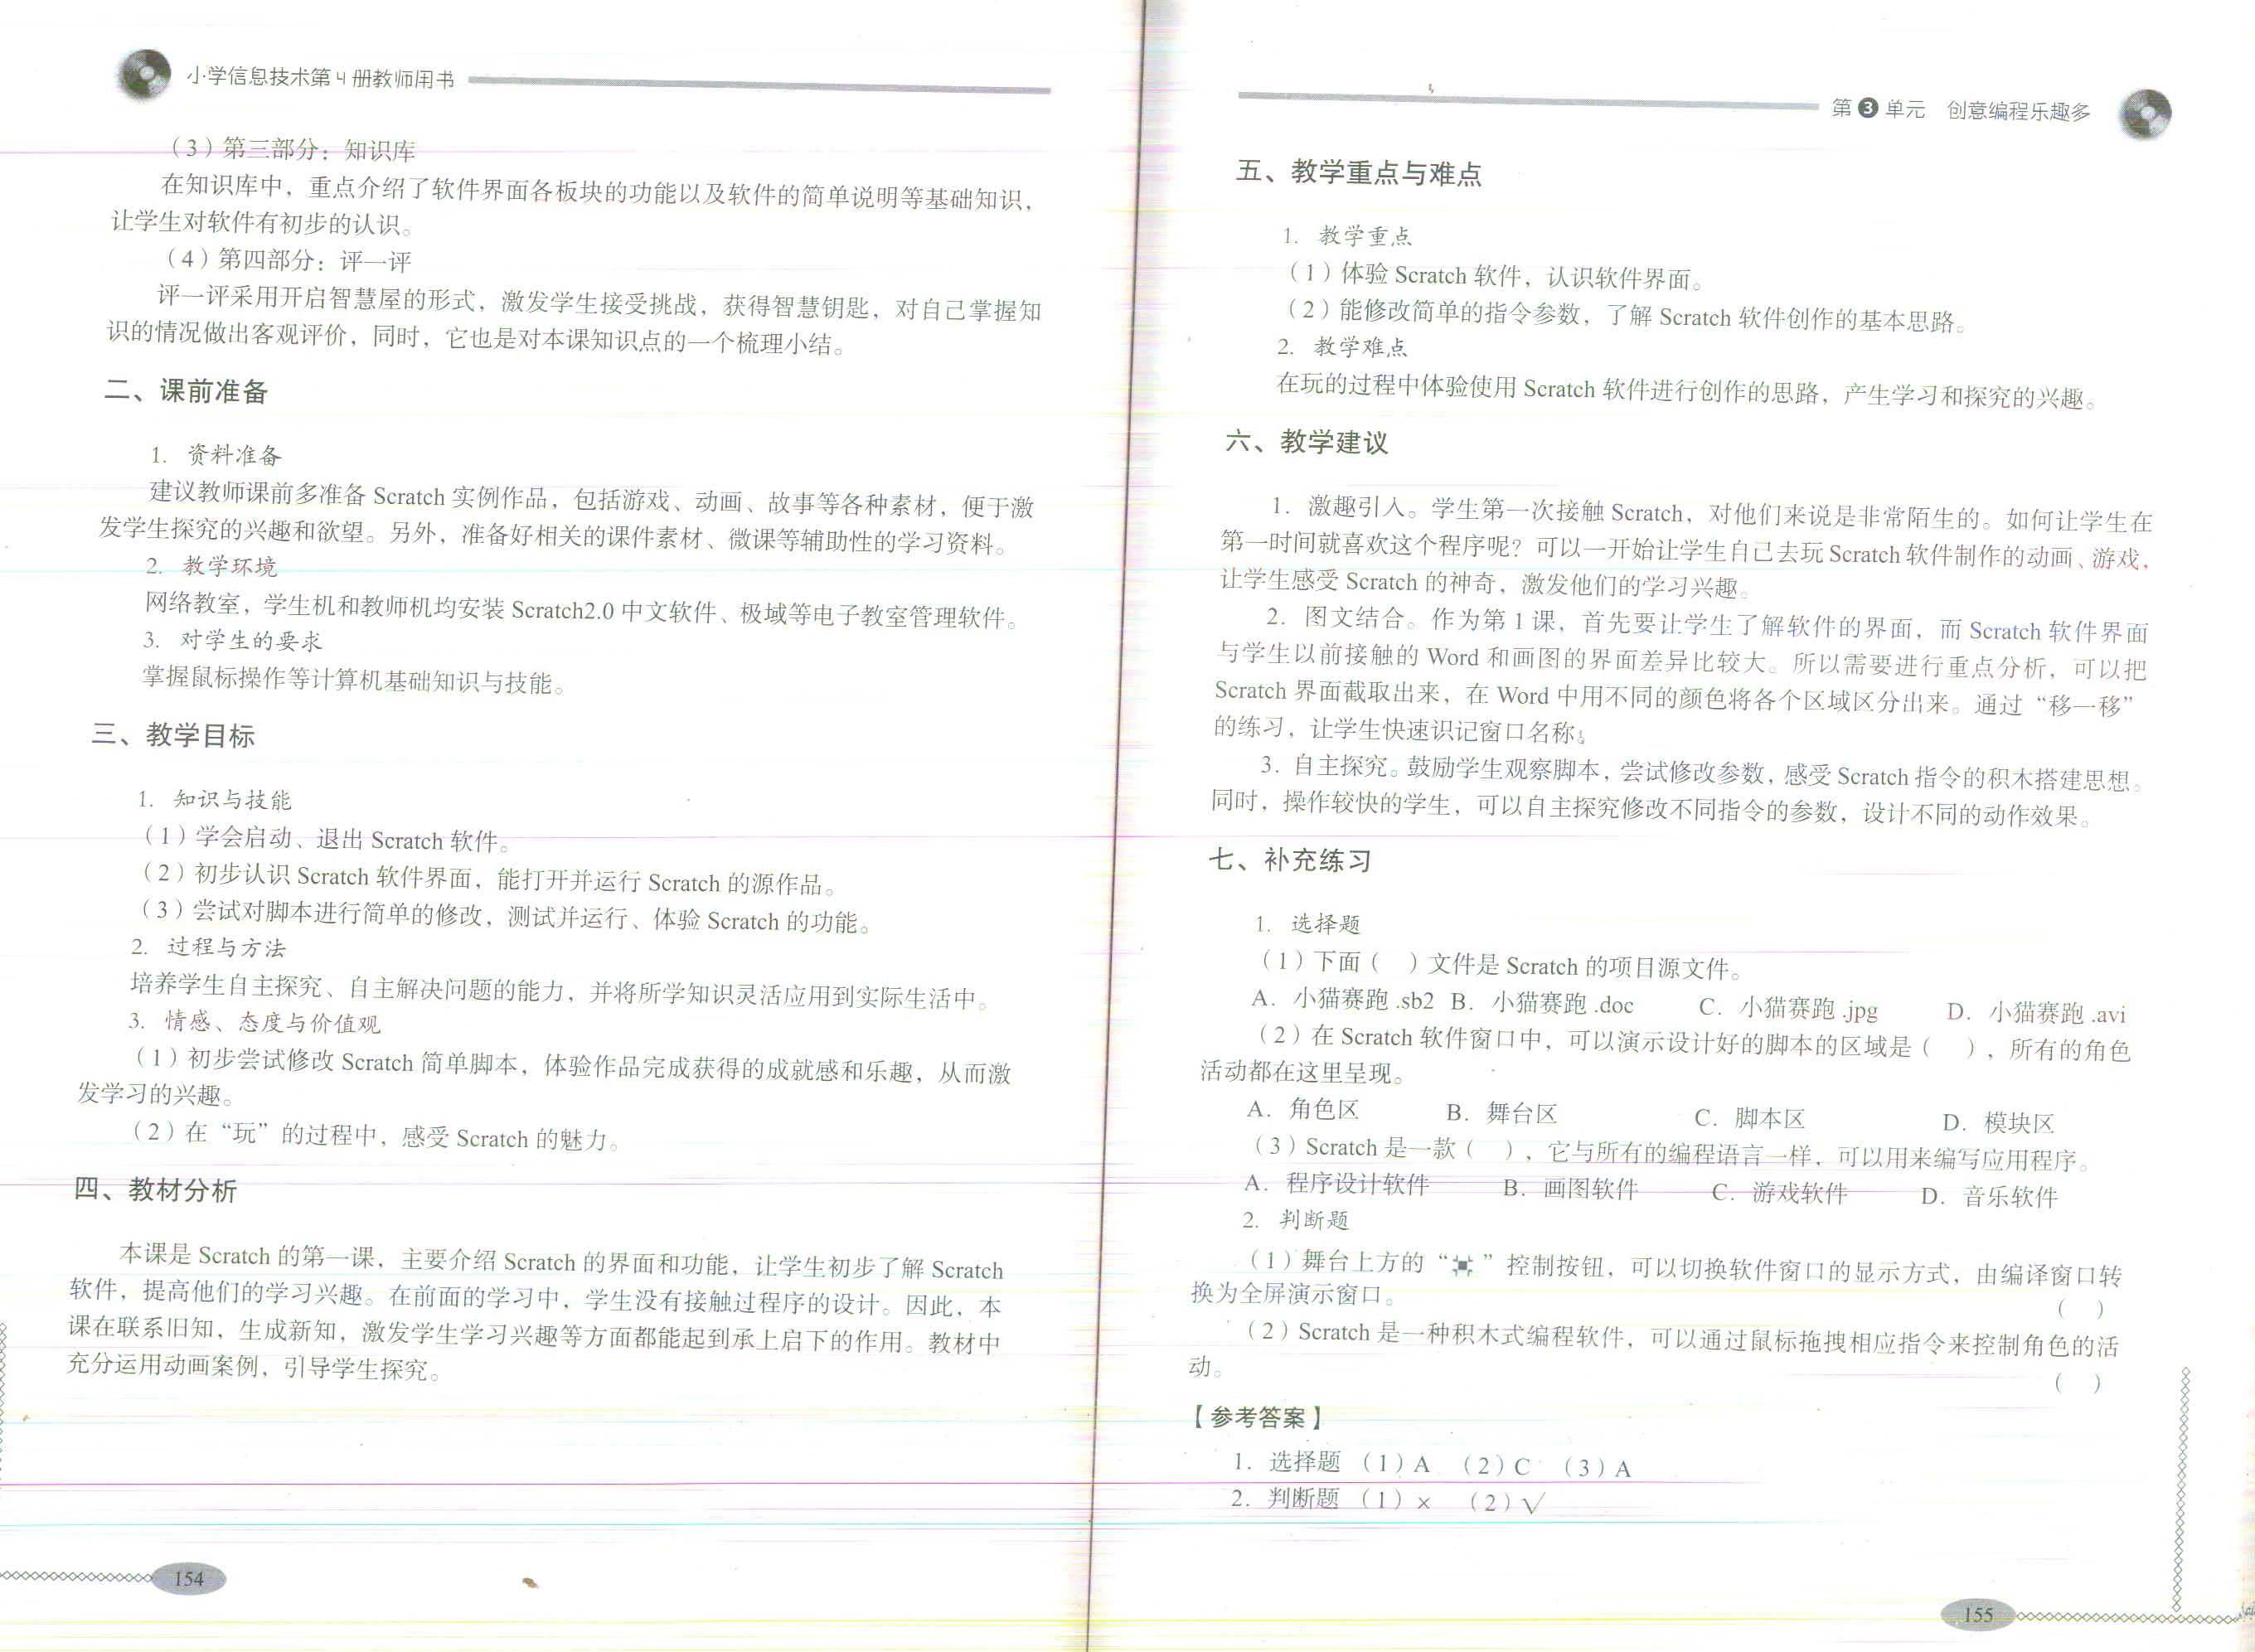 小学信息技术第4册教师用书
（3）第三部分：知识库
在知识库中，重点介绍了软件界面各板块的功能以及软件的简单说明等基础知识，
让学生对软件有初步的认识。
（4）第四部分：评一评
评一评采用开启智慧屋的形式，激发学生接受挑战，获得智慧钥匙，对自己掌握知
识的情况做出客观评价，同时，它也是对本课知识点的一个梳理小结。
二、课前准备
1. 资料准备
建议教师课前多准备 Scratch 实例作品，包括游戏、动画、故事等各种素材，便于激
发学生探究的兴趣和欲望。另外，准备好相关的课件素材、微课等辅助性的学习资料。
2. 教学环境
网络教室，学生机和教师机均安装 Scratch2.0 中文软件、极域等电子教室管理软件。
3. 对学生的要求
掌握鼠标操作等计算机基础知识与技能。
三、教学目标
1. 知识与技能
（1）学会启动、退出 Scratch 软件。
（2）初步认识 Scratch 软件界面，能打开并运行 Scratch 的源作品。
（3）尝试对脚本进行简单的修改，测试并运行、体验 Scratch 的功能。
2. 过程与方法
培养学生自主探究、自主解决问题的能力，并将所学知识灵活应用到实际生活中。
3. 情感、态度与价值观
（1）初步尝试修改 Scratch 简单脚本，体验作品完成获得的成就感和乐趣，从而激
发学习的兴趣。
（2）在“玩”的过程中，感受 Scratch 的魅力。
四、教材分析
本课是 Scratch 的第一课，主要介绍 Scratch 的界面和功能，让学生初步了解 Scratch
软件，提高他们的学习兴趣。在前面的学习中，学生没有接触过程序的设计。因此，本
课在联系旧知，生成新知，激发学生学习兴趣等方面都能起到承上启下的作用。教材中
充分运用动画案例，引导学生探究。
154
第3单元 创意编程乐趣多
五、教学重点与难点
1. 教学重点
（1）体验 Scratch 软件，认识软件界面。
（2）能修改简单的指令参数，了解 Scratch 软件创作的基本思路。
2. 教学难点
在玩的过程中体验使用 Scratch 软件进行创作的思路，产生学习和探究的兴趣。
六、教学建议
1. 激趣引入。学生第一次接触 Scratch，对他们来说是非常陌生的。如何让学生在
第一时间就喜欢这个程序呢？可以一开始让学生自己去玩 Scratch 软件制作的动画、游戏，
让学生感受 Scratch 的神奇，激发他们的学习兴趣。
2. 图文结合。作为第 1 课，首先要让学生了解软件的界面，而 Scratch 软件界面
与学生以前接触的 Word 和画图的界面差异比较大。所以需要进行重点分析，可以把
Scratch 界面截取出来，在 Word 中用不同的颜色将各个区域区分出来。通过“移一移”
的练习，让学生快速识记窗口名称。
3. 自主探究。鼓励学生观察脚本，尝试修改参数，感受 Scratch 指令的积木搭建思想。
同时，操作较快的学生，可以自主探究修改不同指令的参数，设计不同的动作效果。
七、补充练习
1. 选择题
（1）下面（ ）文件是 Scratch 的项目源文件。
A. 小猫赛跑 .sb2 B. 小猫赛跑 .doc C. 小猫赛跑 .jpg D. 小猫赛跑 .avi
（2）在 Scratch 软件窗口中，可以演示设计好的脚本的区域是（ ），所有的角色
活动都在这里呈现。
A. 角色区 B. 舞台区 C. 脚本区 D. 模块区
（3）Scratch 是一款（ ），它与所有的编程语言一样，可以用来编写应用程序。
A. 程序设计软件 B. 画图软件 C. 游戏软件 D. 音乐软件
2. 判断题
（1）舞台上方的“ ”控制按钮，可以切换软件窗口的显示方式，由编译窗口转
换为全屏演示窗口。 （ ）
（2）Scratch 是一种积木式编程软件，可以通过鼠标拖拽相应指令来控制角色的活
动。 （ ）
【参考答案】
1. 选择题 （1）A （2）C （3）A
2. 判断题 （1）× （2）√
155